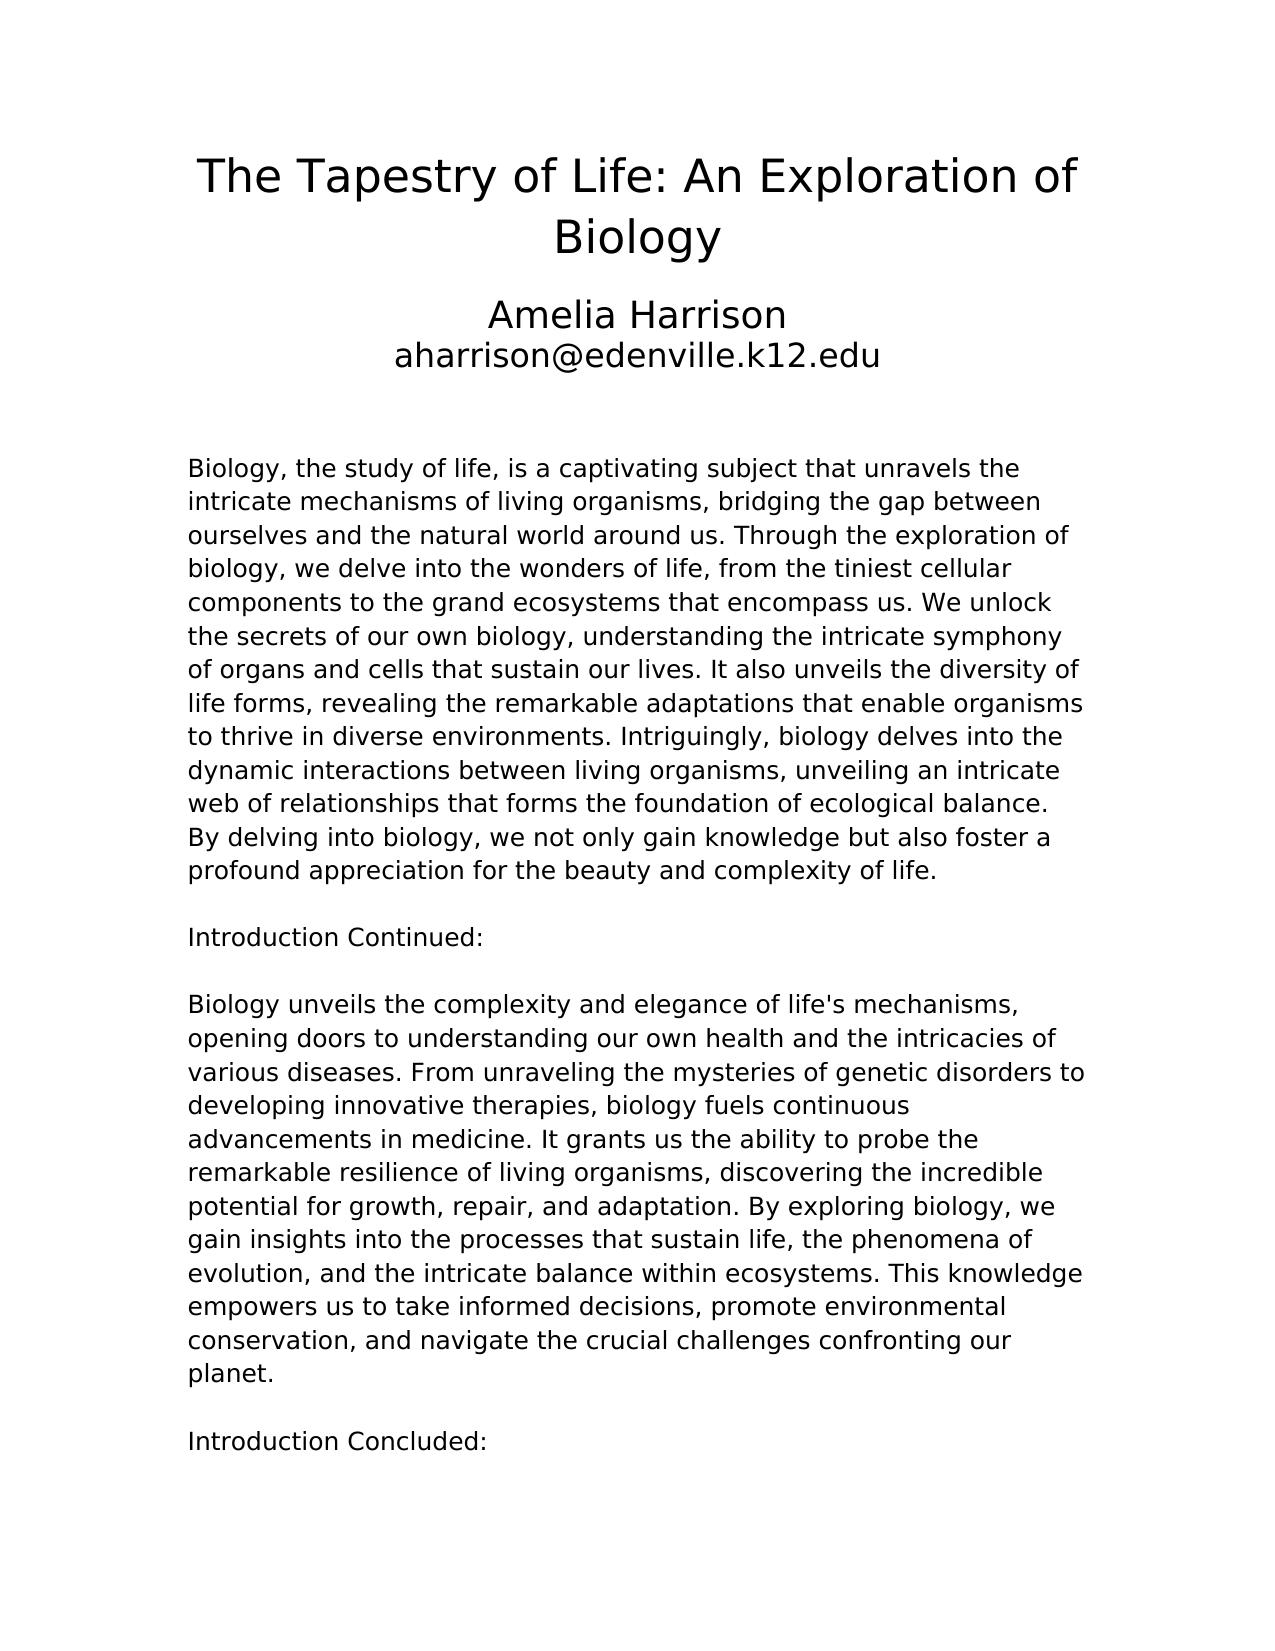 The Tapestry of Life: An Exploration of
Biology
Amelia Harrison
aharrison@edenville.k12.edu
Biology, the study of life, is a captivating subject that unravels the
intricate mechanisms of living organisms, bridging the gap between
ourselves and the natural world around us. Through the exploration of
biology, we delve into the wonders of life, from the tiniest cellular
components to the grand ecosystems that encompass us. We unlock
the secrets of our own biology, understanding the intricate symphony
of organs and cells that sustain our lives. It also unveils the diversity of
life forms, revealing the remarkable adaptations that enable organisms
to thrive in diverse environments. Intriguingly, biology delves into the
dynamic interactions between living organisms, unveiling an intricate
web of relationships that forms the foundation of ecological balance.
By delving into biology, we not only gain knowledge but also foster a
profound appreciation for the beauty and complexity of life.
Introduction Continued:
Biology unveils the complexity and elegance of life's mechanisms,
opening doors to understanding our own health and the intricacies of
various diseases. From unraveling the mysteries of genetic disorders to
developing innovative therapies, biology fuels continuous
advancements in medicine. It grants us the ability to probe the
remarkable resilience of living organisms, discovering the incredible
potential for growth, repair, and adaptation. By exploring biology, we
gain insights into the processes that sustain life, the phenomena of
evolution, and the intricate balance within ecosystems. This knowledge
empowers us to take informed decisions, promote environmental
conservation, and navigate the crucial challenges confronting our
planet.
Introduction Concluded: